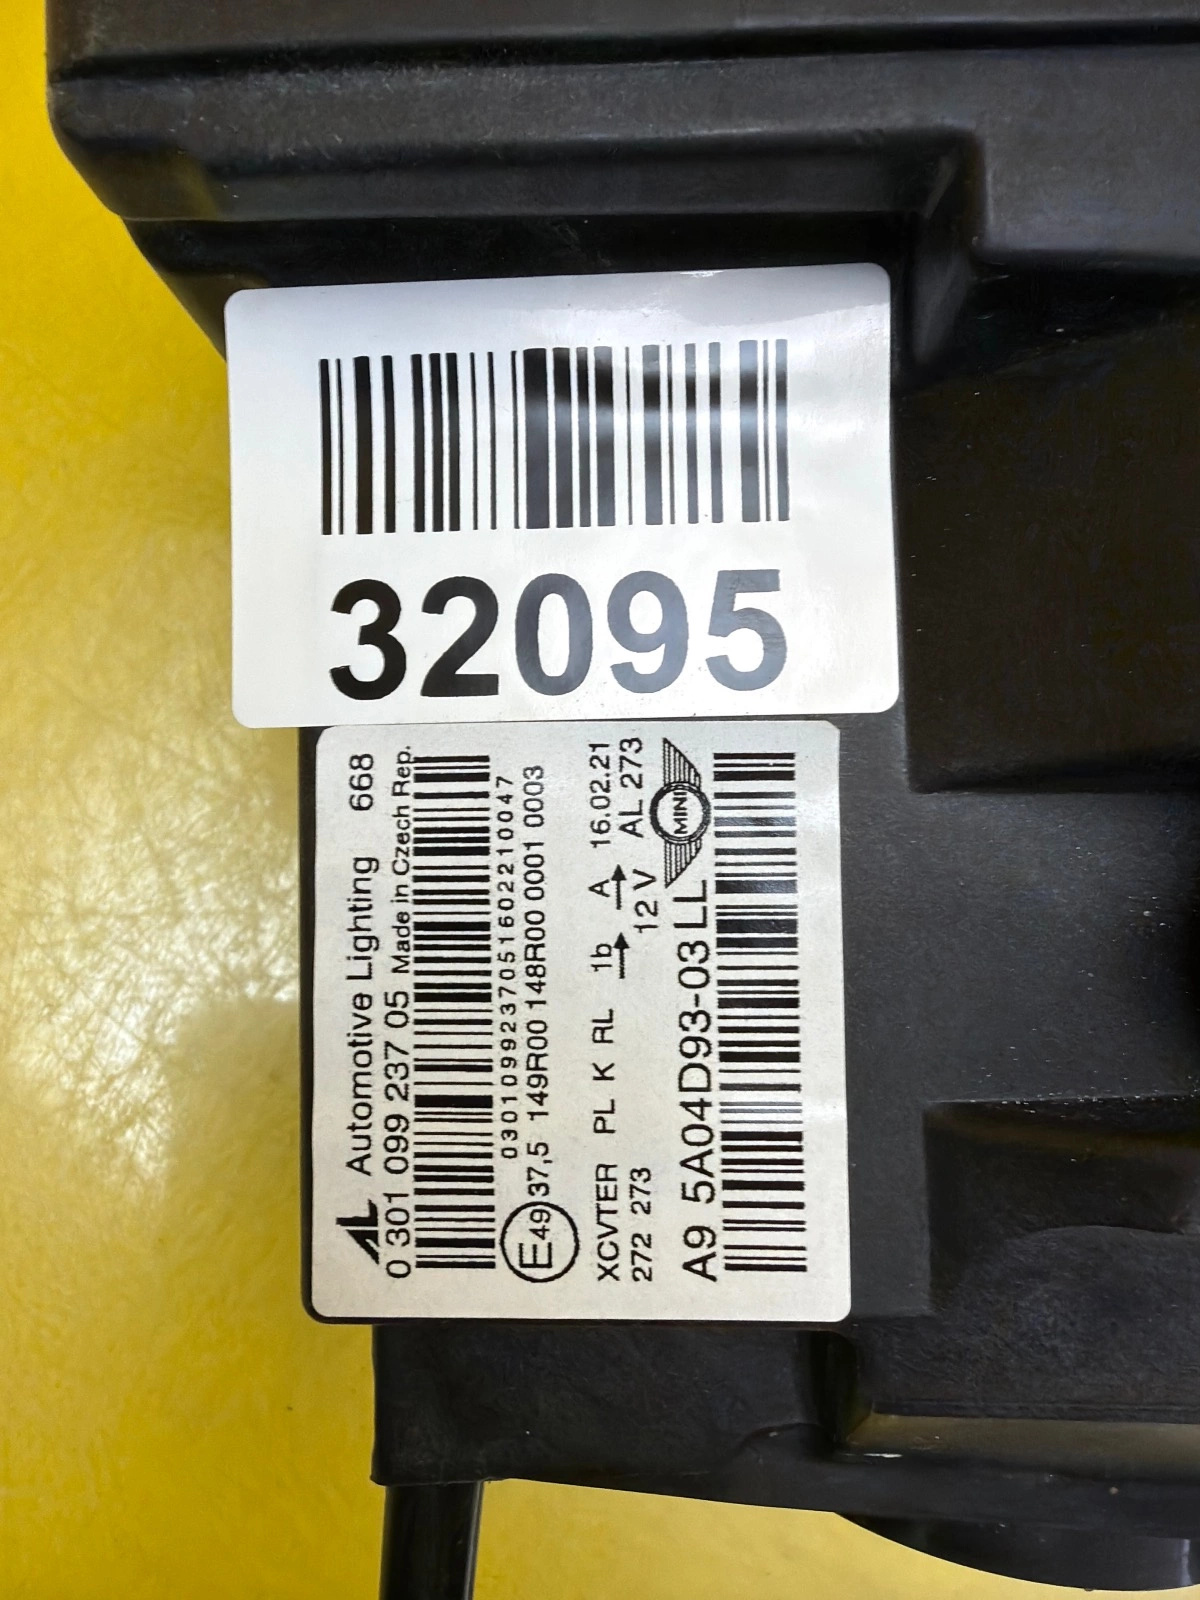 32095
AL Automotive Lighting 668
0 301 099 237 05 Made in Czech Rep.
0301099237051602210047
E49 37,5 149R00 148R00 0001 0003
XCVTER PL K RL 1b A 16.02.21
272 273 12 V AL 273
MINI
A9 5A04D93-03 LL